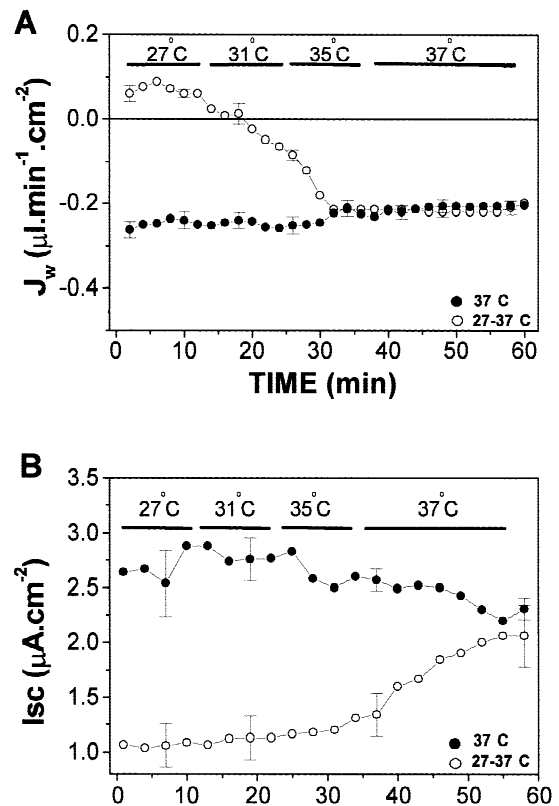 A
27°C 31°C 35°C 37°C
0.2
0.0
-0.2
-0.4
Jw (µl.min-1.cm-2)
37 C
27-37 C
0 10 20 30 40 50 60
TIME (min)
B
3.5
3.0
2.5
2.0
1.5
1.0
Isc (µA.cm-2)
27°C 31°C 35°C 37°C
37 C
27-37 C
0 10 20 30 40 50 60